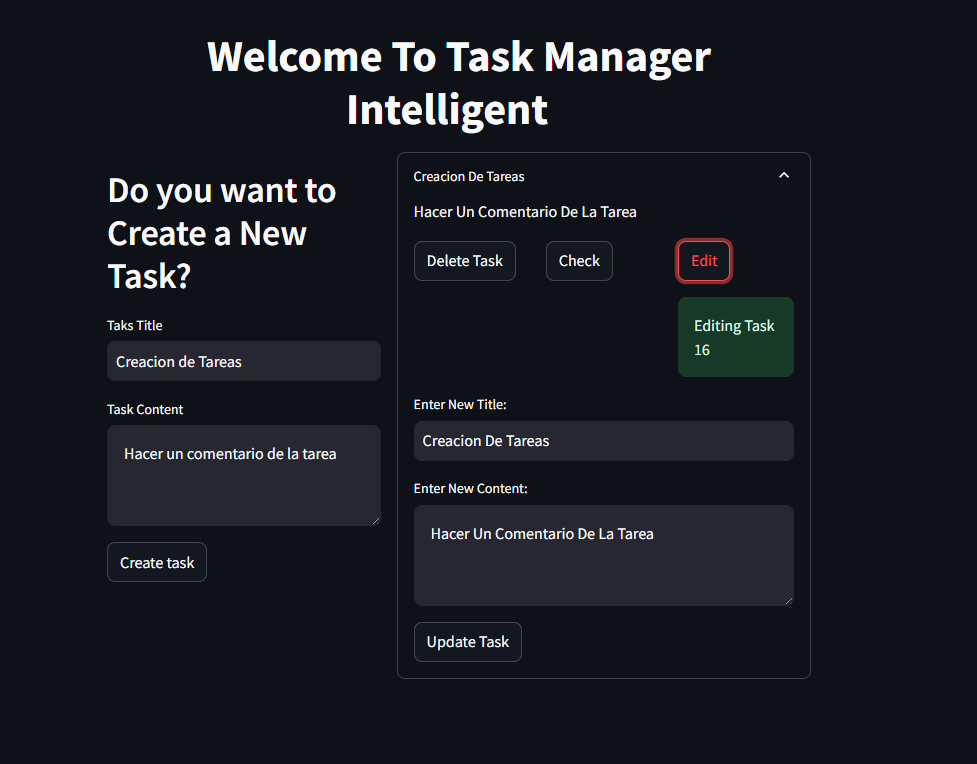 Welcome To Task Manager
Intelligent
Do you want to
Create a New
Task?
Taks Title
Creacion de Tareas
Task Content
Hacer un comentario de la tarea
Create task
Creacion De Tareas
Hacer Un Comentario De La Tarea
Delete Task
Check
Edit
Editing Task
16
Enter New Title:
Creacion De Tareas
Enter New Content:
Hacer Un Comentario De La Tarea
Update Task